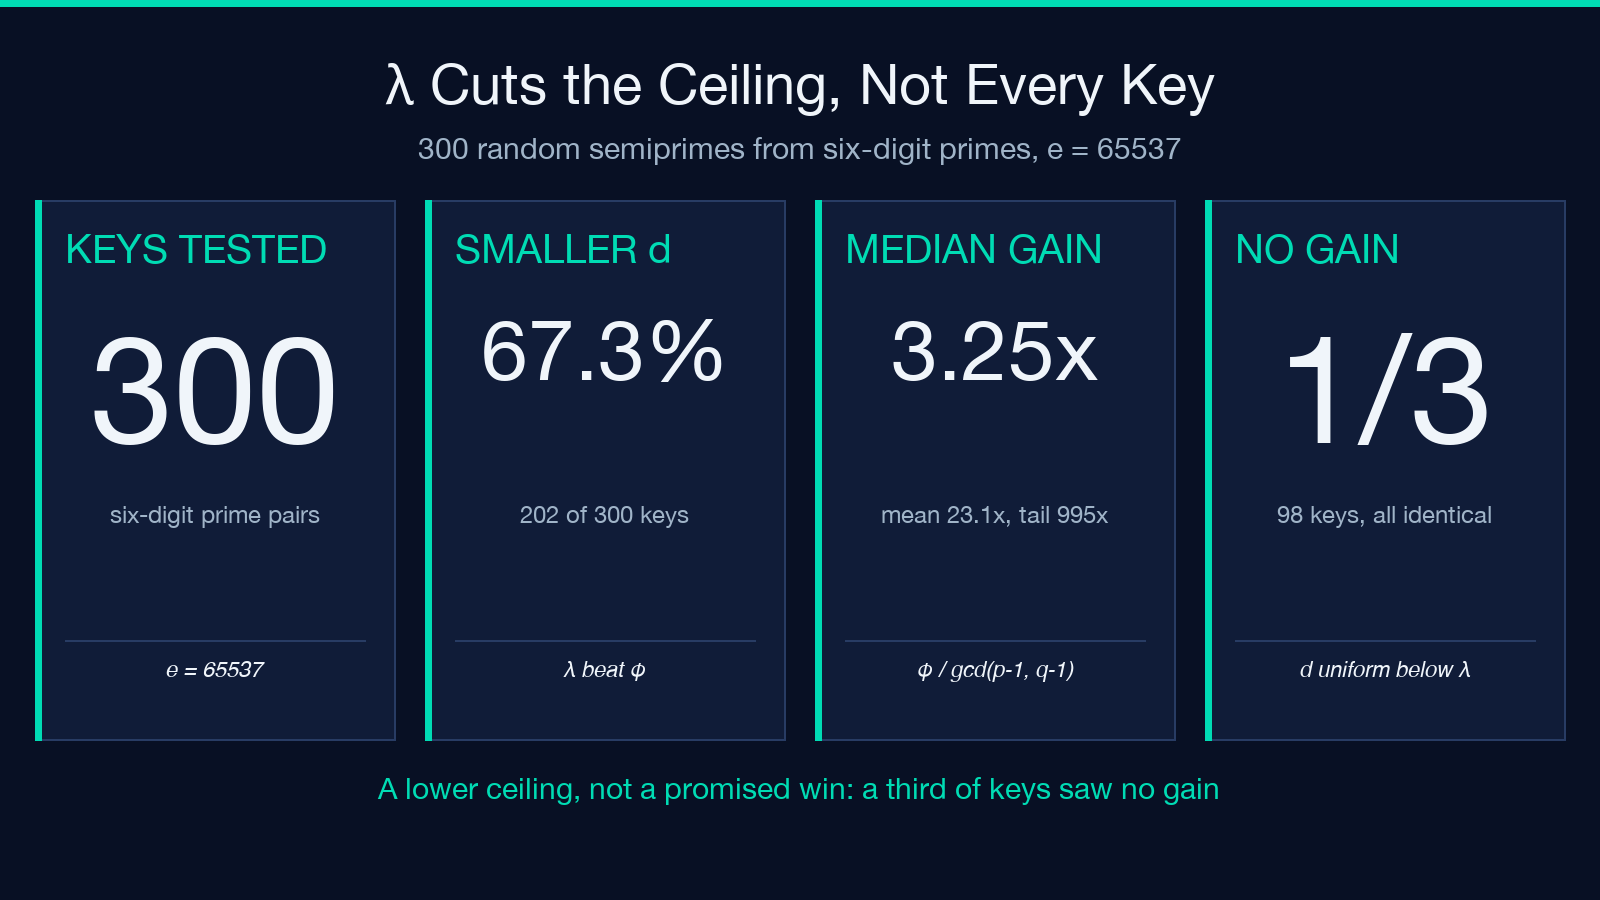 λ Cuts the Ceiling, Not Every Key
300 random semiprimes from six-digit primes, e = 65537
KEYS TESTED
300
six-digit prime pairs
e = 65537
SMALLER d
67.3%
202 of 300 keys
λ beat φ
MEDIAN GAIN
3.25x
mean 23.1x, tail 995x
φ / gcd(p-1, q-1)
NO GAIN
1/3
98 keys, all identical
d uniform below λ
A lower ceiling, not a promised win: a third of keys saw no gain